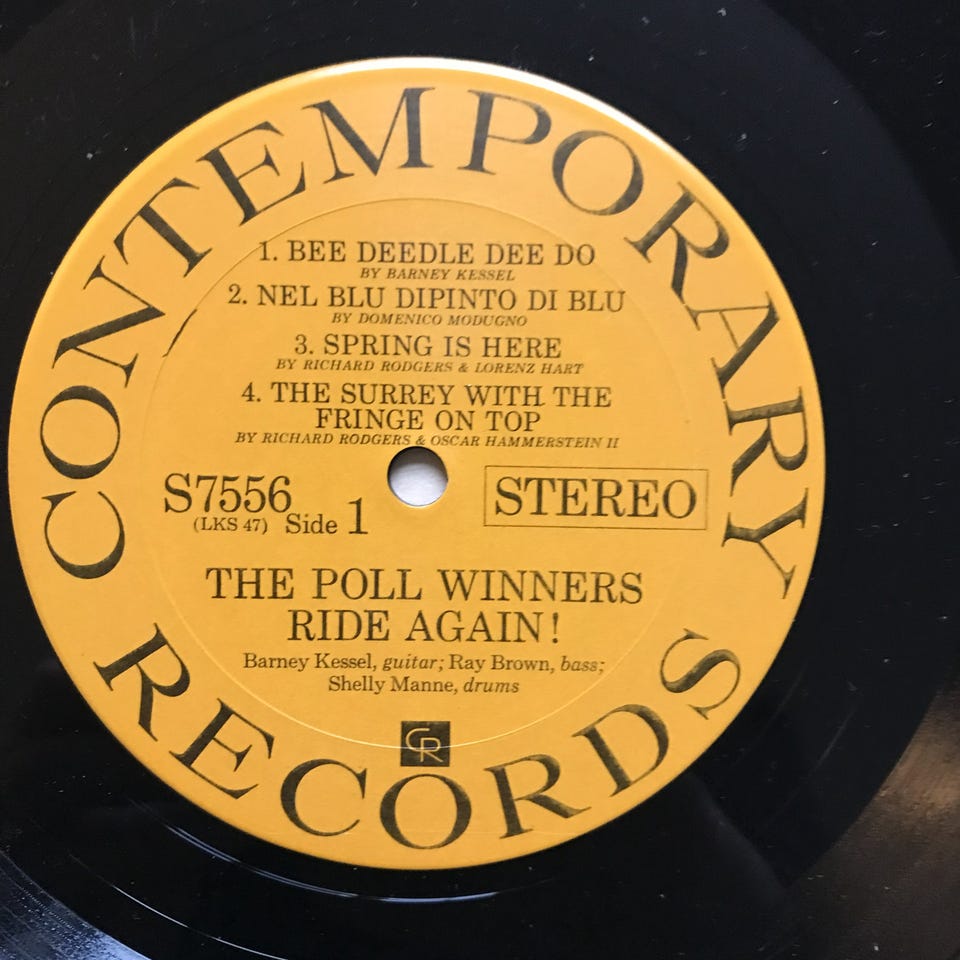 CONTEMPORARY
1. BEE DEEDLE DEE DO
BY BARNEY KESSEL
2. NEL BLU DIPINTO DI BLU
BY DOMENICO MODUGNO
3. SPRING IS HERE
BY RICHARD RODGERS & LORENZ HART
4. THE SURREY WITH THE
FRINGE ON TOP
BY RICHARD RODGERS & OSCAR HAMMERSTEIN II
S7556
(LKS 47) Side 1
STEREO
THE POLL WINNERS
RIDE AGAIN!
Barney Kessel, guitar; Ray Brown, bass;
Shelly Manne, drums
CR
RECORDS